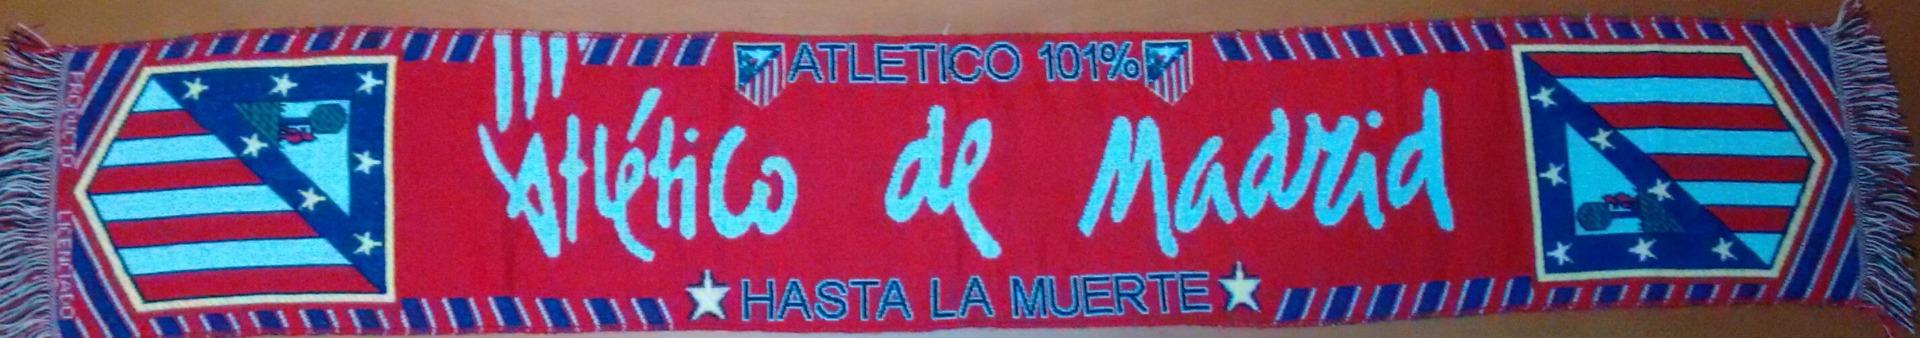 PRODUCTO LICENCIADO
ATLETICO 101%
Atlético de Madrid
HASTA LA MUERTE